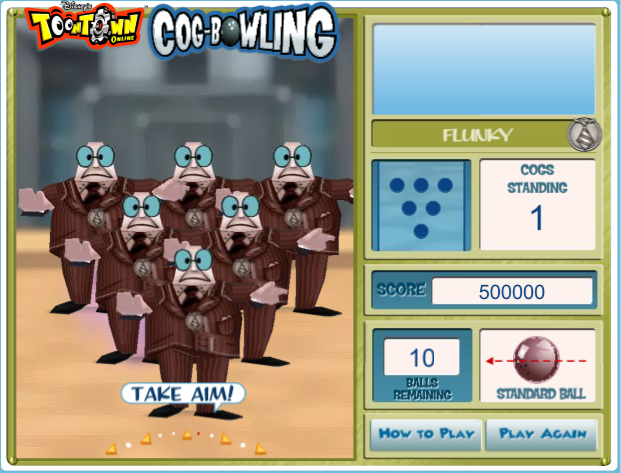 Disney's
TOONTOWN
ONLINE
COG-BOWLING
FLUNKY
COGS
STANDING
1
SCORE
500000
10
BALLS
REMAINING
STANDARD BALL
TAKE AIM!
HOW TO PLAY
PLAY AGAIN